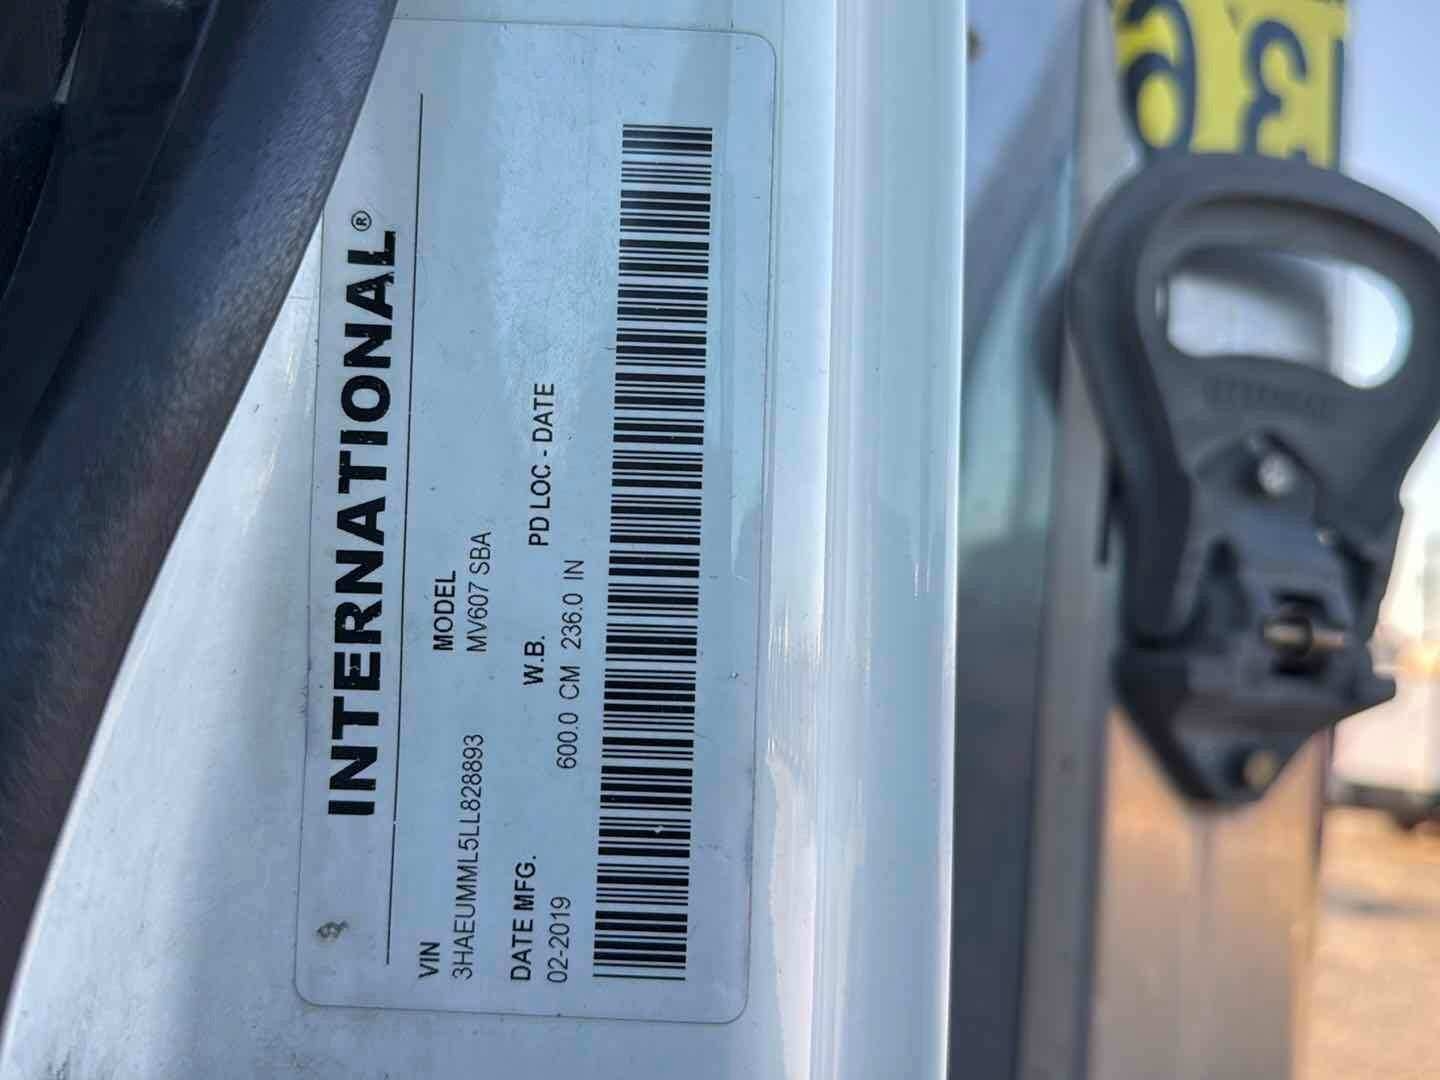 INTERNATIONAL®
VIN MODEL
3HAEUMML5LL828893 MV607 SBA
DATE MFG. W.B. PD LOC - DATE
02-2019 600.0 CM 236.0 IN